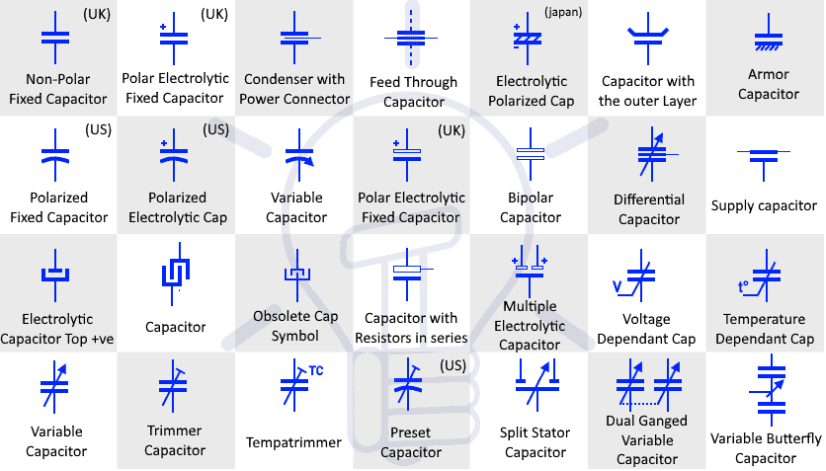 (UK)
Non-Polar
Fixed Capacitor
(UK)
+
Polar Electrolytic
Fixed Capacitor
Condenser with
Power Connector
Feed Through
Capacitor
(japan)
+
-
Electrolytic
Polarized Cap
Capacitor with
the outer Layer
Armor
Capacitor
(US)
Polarized
Fixed Capacitor
(US)
+
Polarized
Electrolytic Cap
Variable
Capacitor
(UK)
+
Polar Electrolytic
Fixed Capacitor
Bipolar
Capacitor
Differential
Capacitor
Supply capacitor
Electrolytic
Capacitor Top +ve
Capacitor
Obsolete Cap
Symbol
Capacitor with
Resistors in series
+ +
Multiple
Electrolytic
Capacitor
V
Voltage
Dependant Cap
t°
Temperature
Dependant Cap
Variable
Capacitor
Trimmer
Capacitor
TC
Tempatrimmer
(US)
Preset
Capacitor
Split Stator
Capacitor
Dual Ganged
Variable
Capacitor
Variable Butterfly
Capacitor